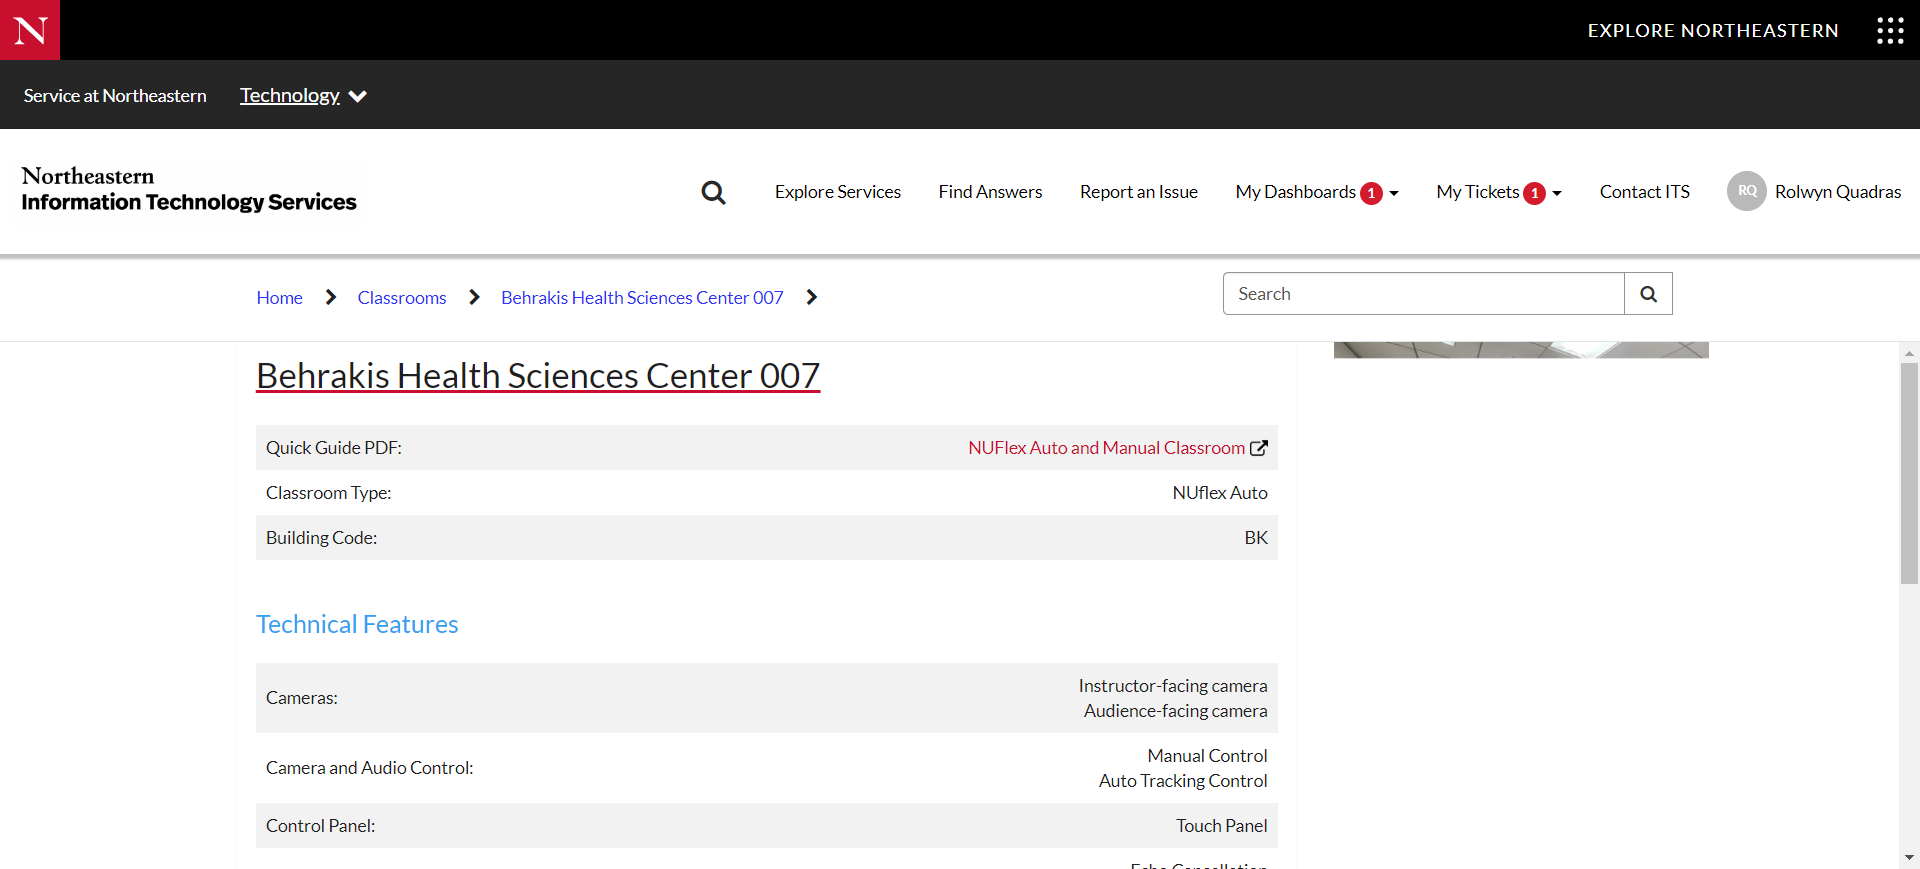 N
EXPLORE NORTHEASTERN
Service at Northeastern Technology
Northeastern
Information Technology Services
Explore Services Find Answers Report an Issue My Dashboards 1 My Tickets 1 Contact ITS RQ Rolwyn Quadras
Home Classrooms Behrakis Health Sciences Center 007
Search
Behrakis Health Sciences Center 007
Quick Guide PDF: NUFlex Auto and Manual Classroom
Classroom Type: NUflex Auto
Building Code: BK
Technical Features
Cameras: Instructor-facing camera
Audience-facing camera
Camera and Audio Control: Manual Control
Auto Tracking Control
Control Panel: Touch Panel